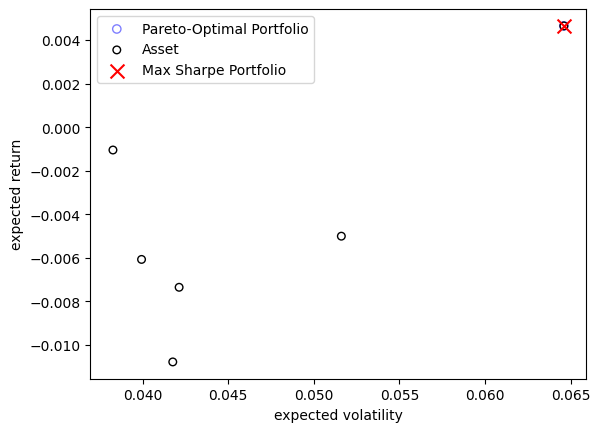 Pareto-Optimal Portfolio
Asset
Max Sharpe Portfolio
0.004
0.002
0.000
−0.002
−0.004
−0.006
−0.008
−0.010
expected return
0.040 0.045 0.050 0.055 0.060 0.065
expected volatility